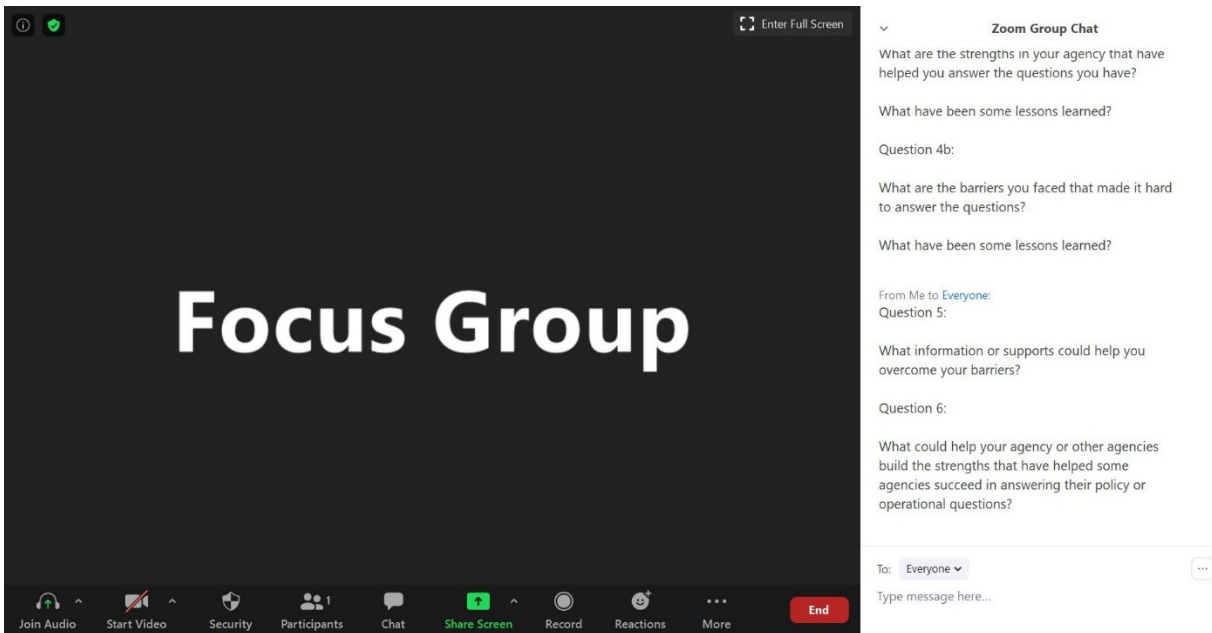 Enter Full Screen
Focus Group
Join Audio
Start Video
Security
1
Participants
Chat
Share Screen
Record
Reactions
More
End
Zoom Group Chat
What are the strengths in your agency that have
helped you answer the questions you have?
What have been some lessons learned?
Question 4b:
What are the barriers you faced that made it hard
to answer the questions?
What have been some lessons learned?
From Me to Everyone:
Question 5:
What information or supports could help you
overcome your barriers?
Question 6:
What could help your agency or other agencies
build the strengths that have helped some
agencies succeed in answering their policy or
operational questions?
To: Everyone
Type message here...